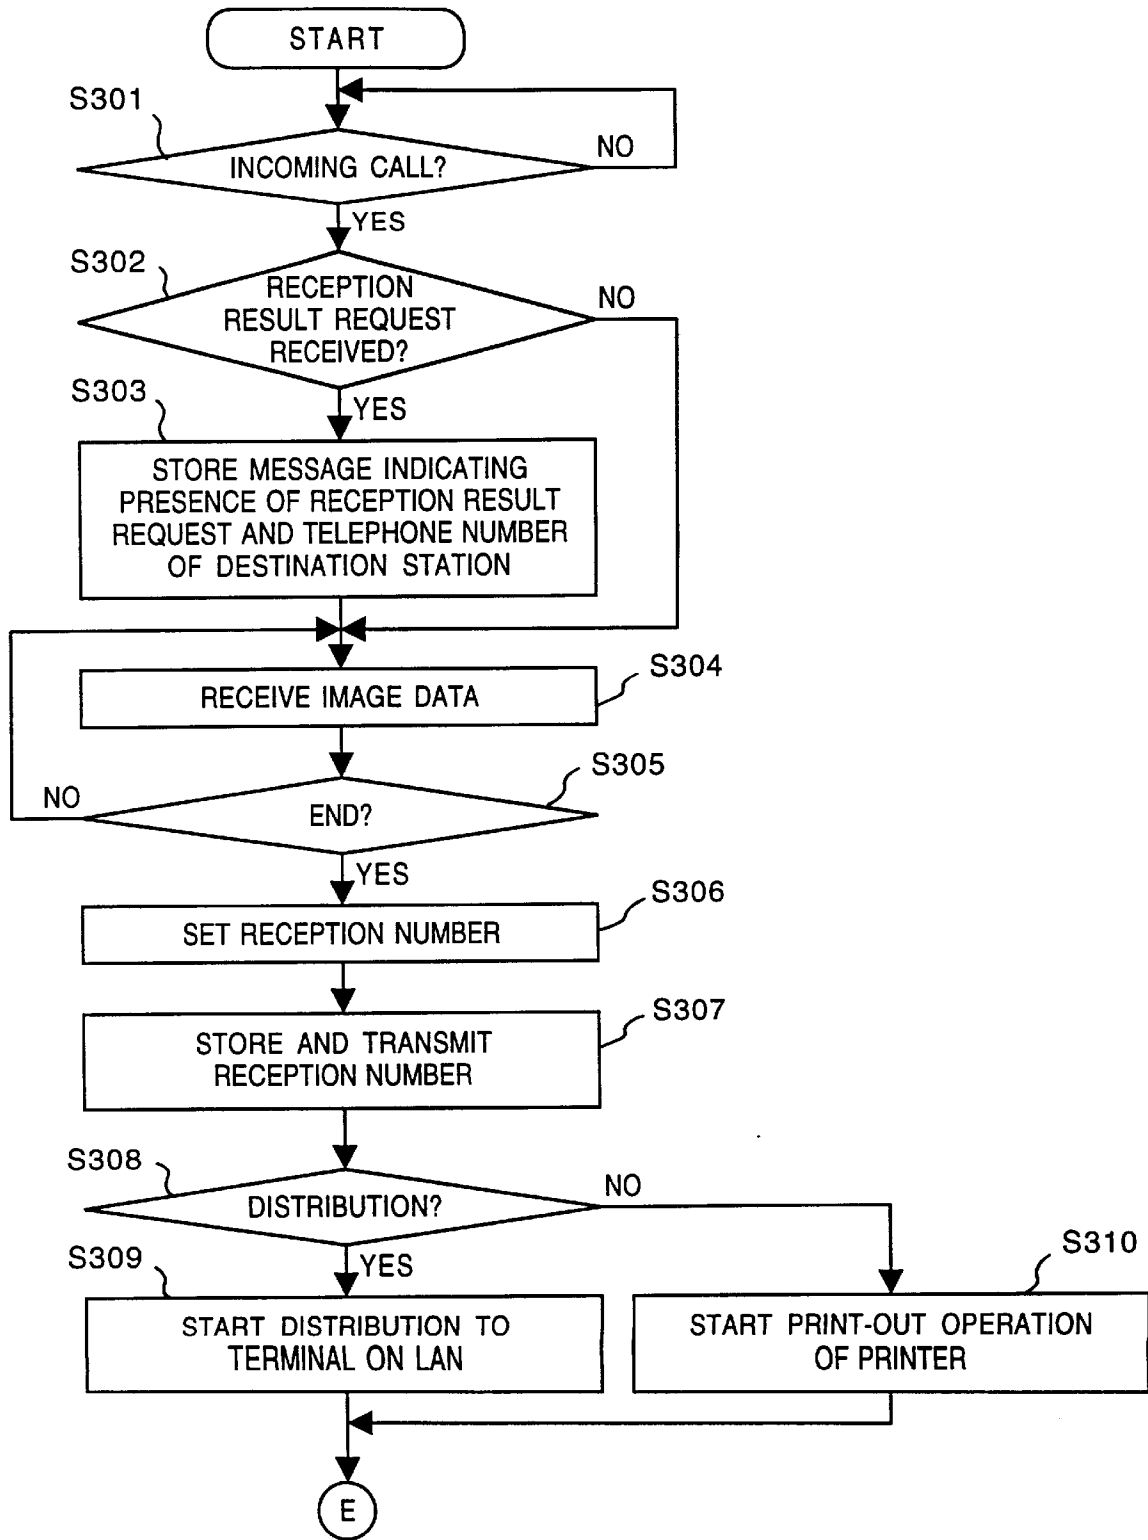 START
S301
INCOMING CALL?
NO
YES
S302
RECEPTION
RESULT REQUEST
RECEIVED?
NO
S303
YES
STORE MESSAGE INDICATING
PRESENCE OF RECEPTION RESULT
REQUEST AND TELEPHONE NUMBER
OF DESTINATION STATION
S304
RECEIVE IMAGE DATA
S305
NO
END?
YES
S306
SET RECEPTION NUMBER
S307
STORE AND TRANSMIT
RECEPTION NUMBER
S308
DISTRIBUTION?
NO
S309
YES
S310
START DISTRIBUTION TO
TERMINAL ON LAN
START PRINT-OUT OPERATION
OF PRINTER
E